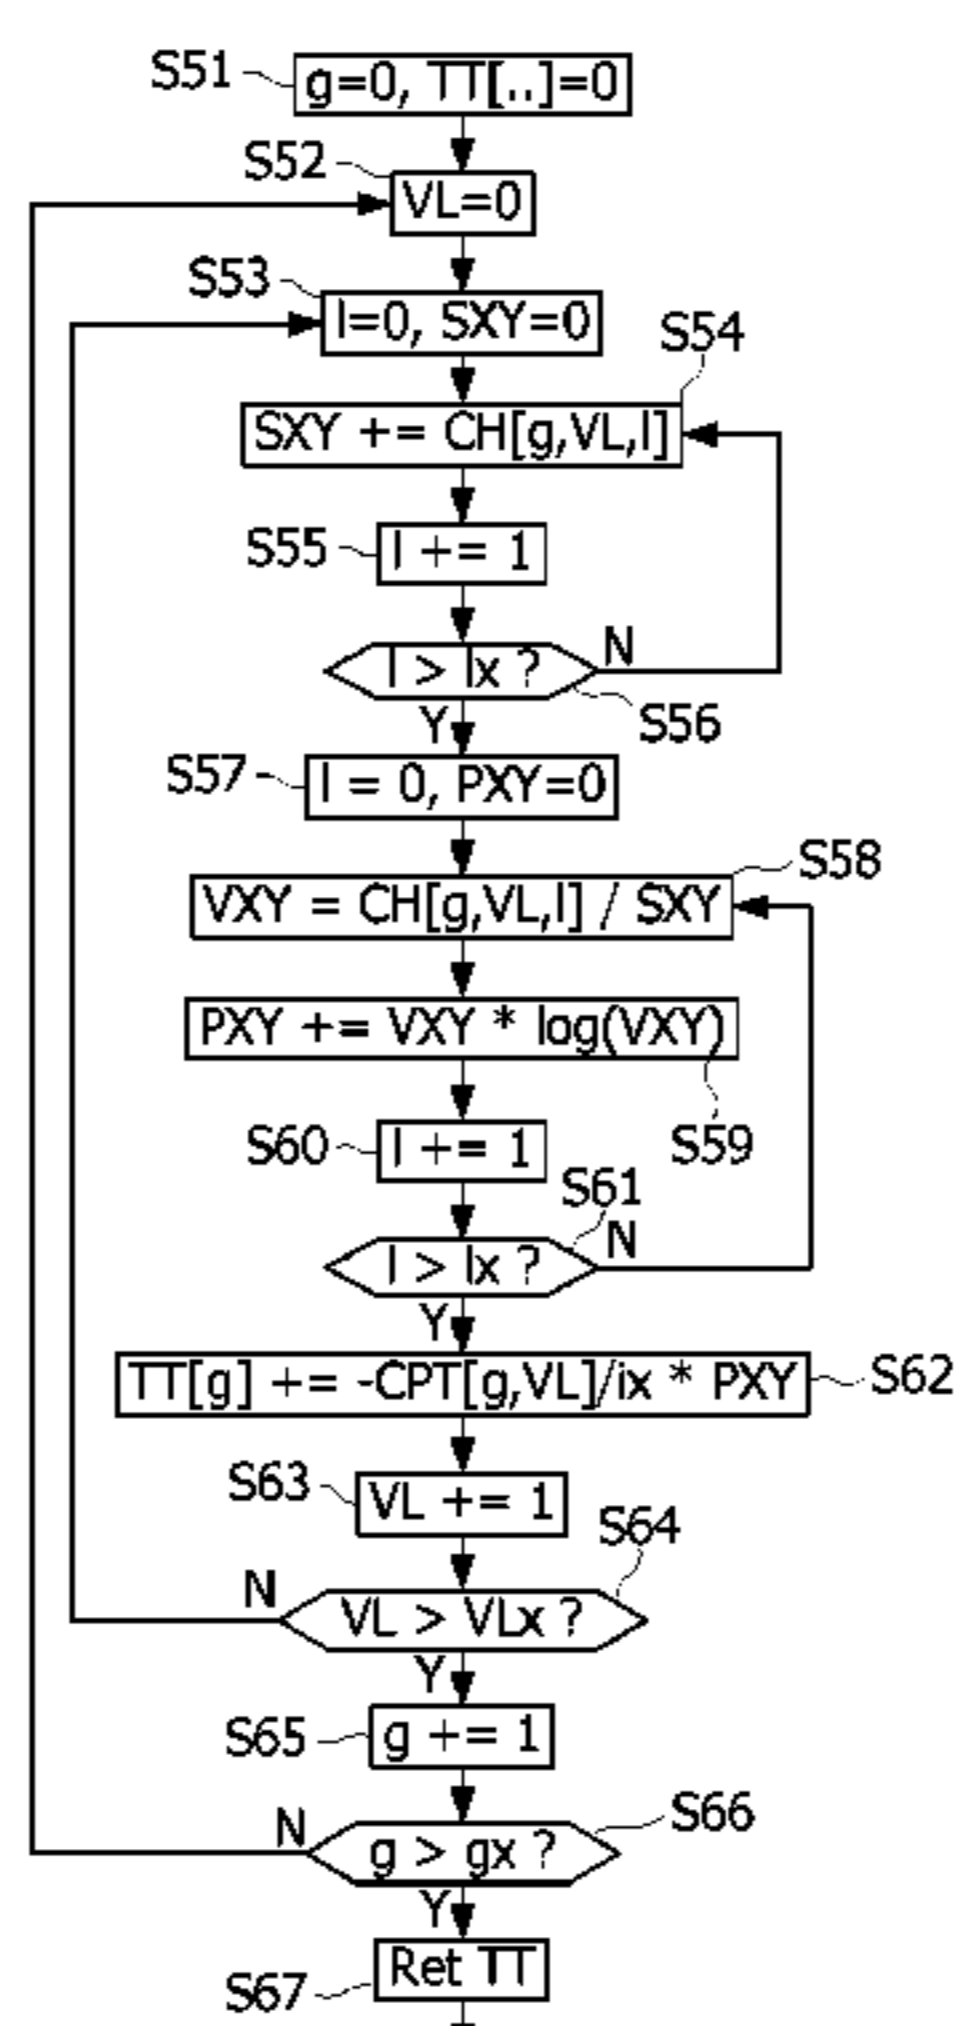 S51
g=0, TT[..]=0
S52
VL=0
S53
l=0, SXY=0
S54
SXY += CH[g,VL,l]
S55
l += 1
l > lx ?
N
S56
Y
S57
l = 0, PXY=0
S58
VXY = CH[g,VL,l] / SXY
PXY += VXY * log(VXY)
S59
S60
l += 1
S61
l > lx ?
N
Y
TT[g] += -CPT[g,VL]/ix * PXY
S62
S63
VL += 1
S64
N
VL > VLx ?
Y
S65
g += 1
S66
N
g > gx ?
Y
Ret TT
S67